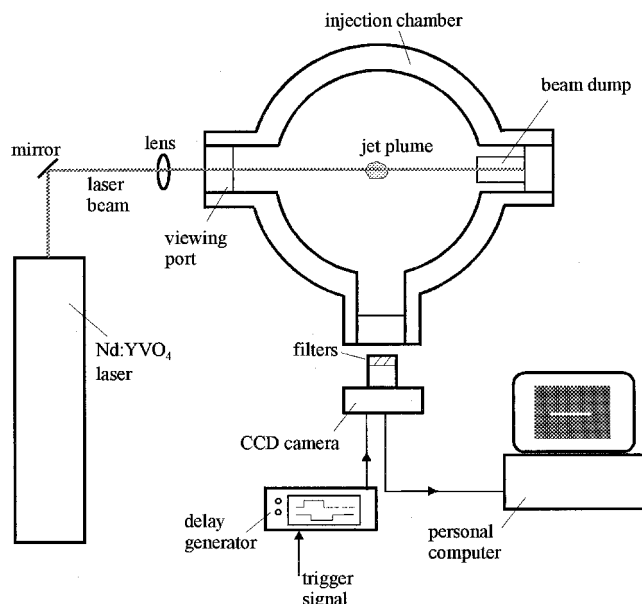 injection chamber
beam dump
mirror
lens
jet plume
laser
beam
viewing
port
Nd:YVO4
laser
filters
CCD camera
delay
generator
personal
computer
trigger
signal